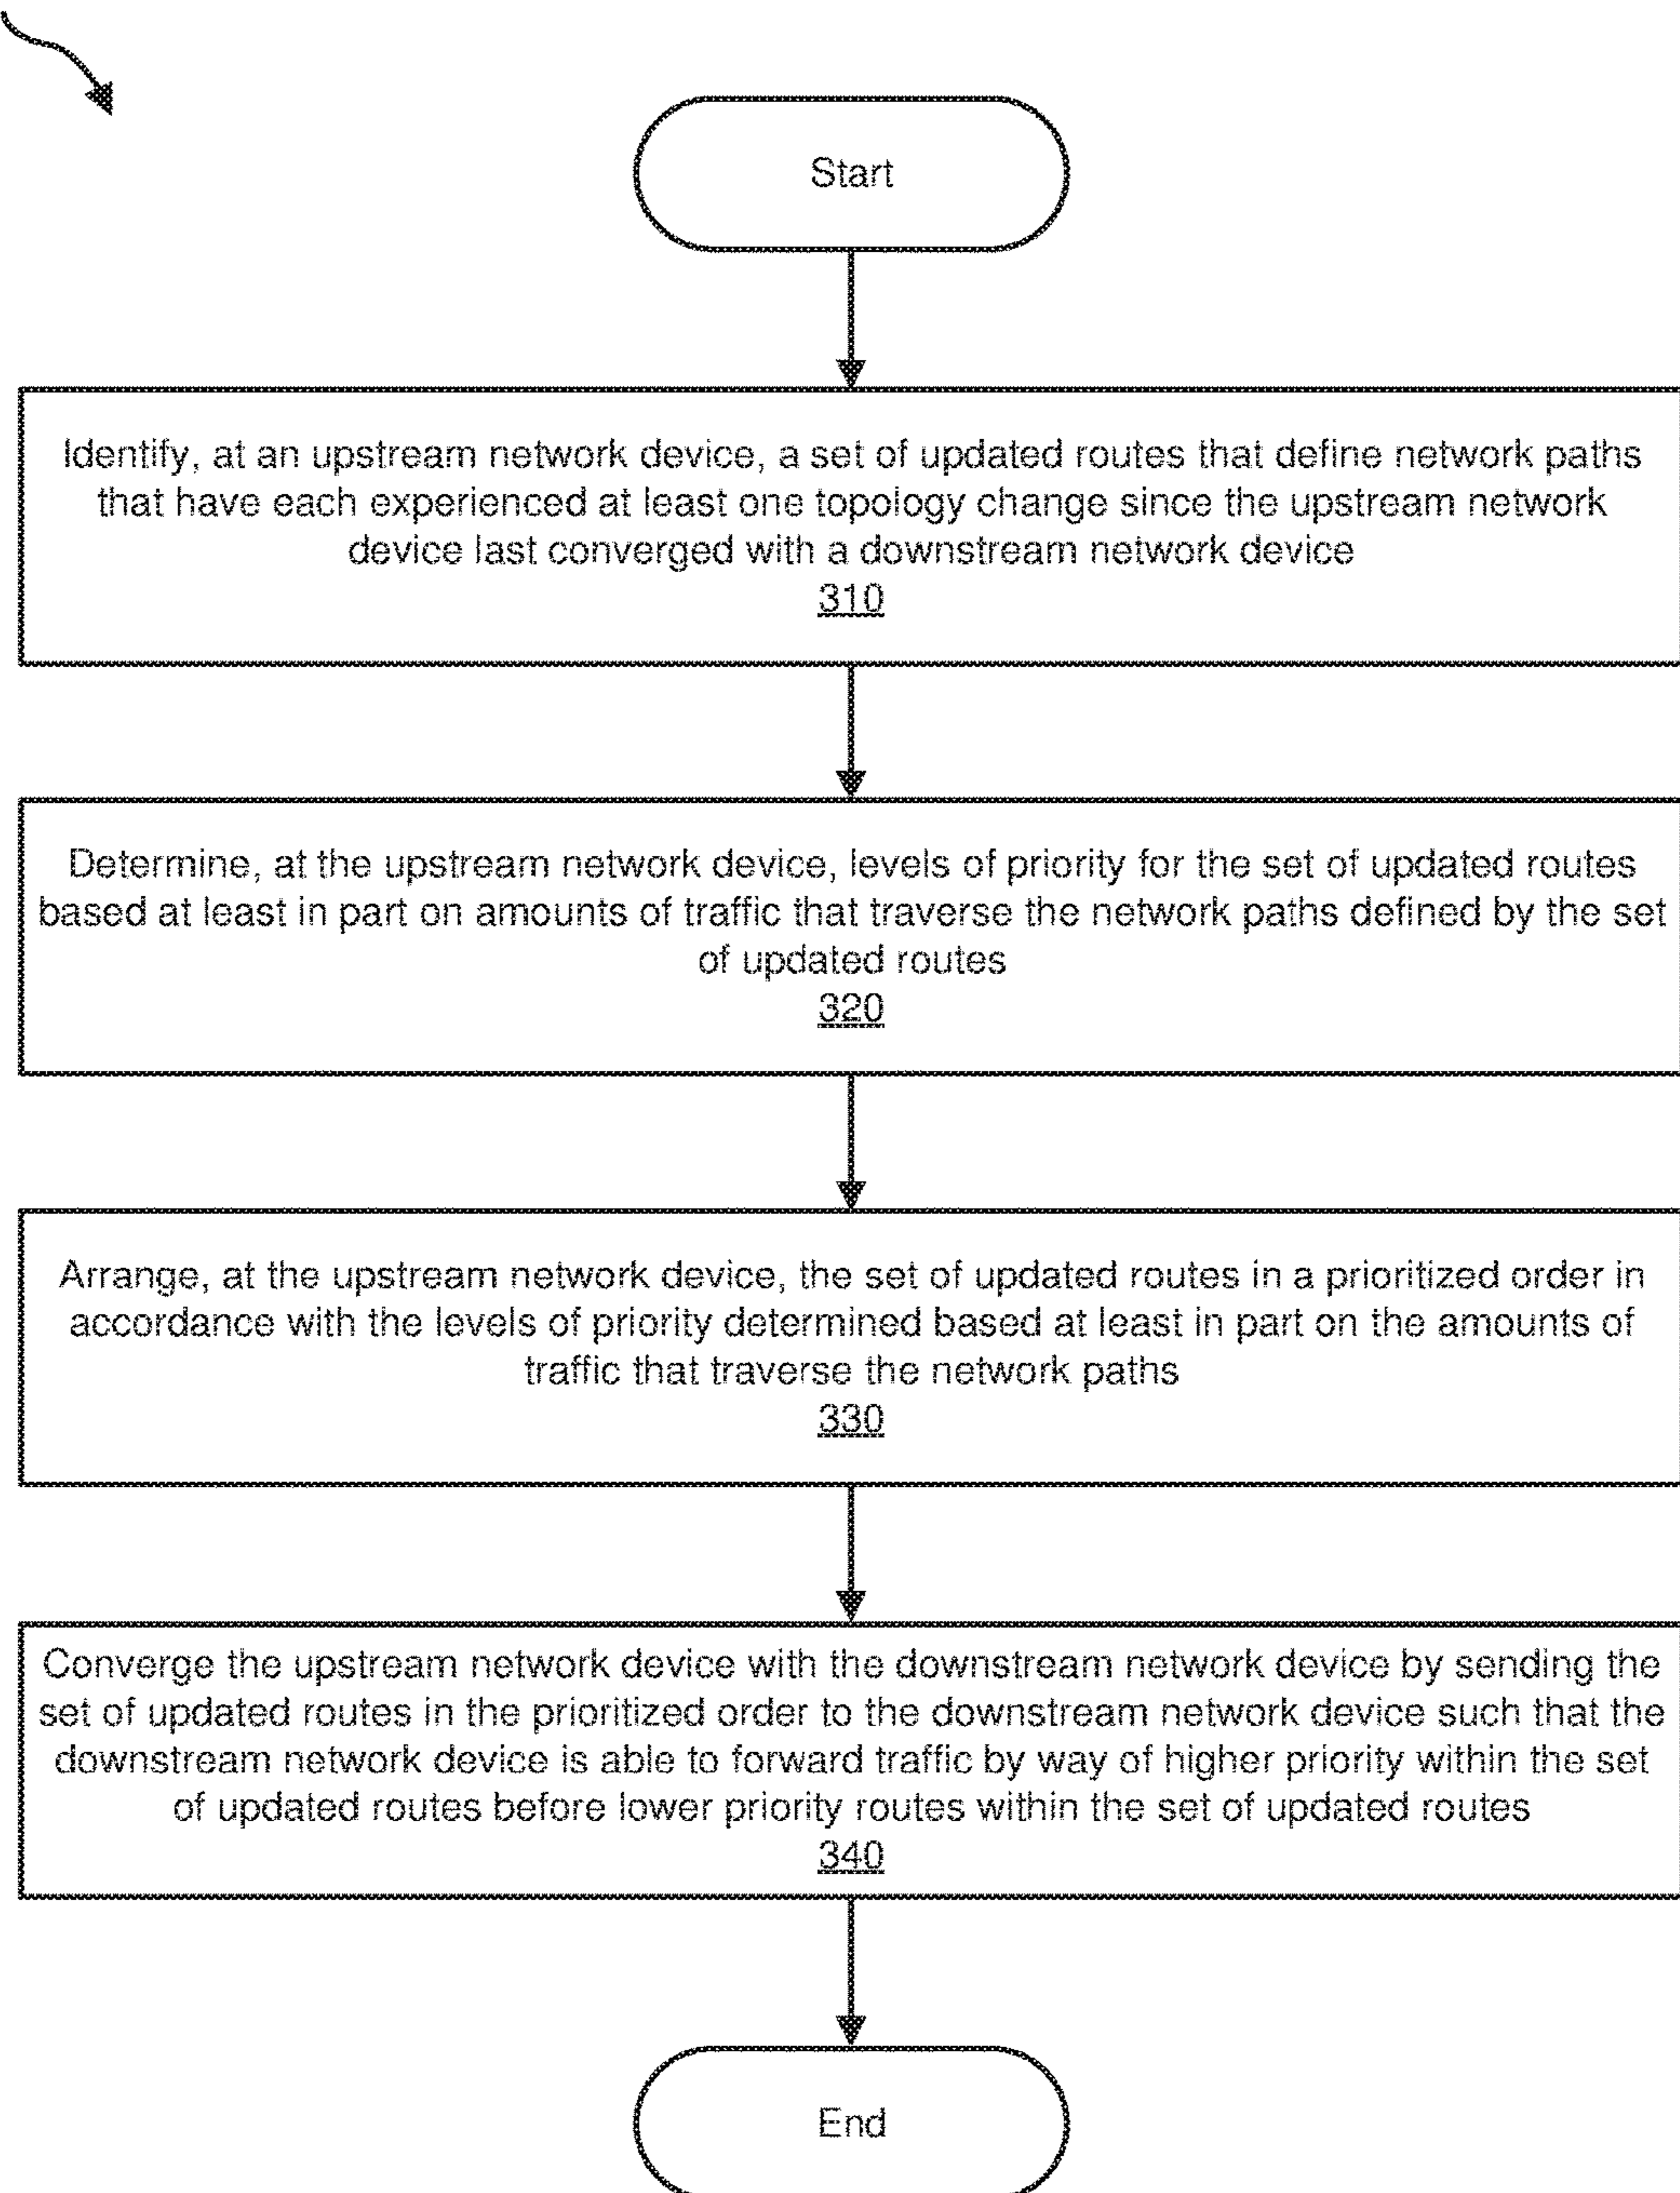 Start
Identify, at an upstream network device, a set of updated routes that define network paths
that have each experienced at least one topology change since the upstream network
device last converged with a downstream network device
310
Determine, at the upstream network device, levels of priority for the set of updated routes
based at least in part on amounts of traffic that traverse the network paths defined by the set
of updated routes
320
Arrange, at the upstream network device, the set of updated routes in a prioritized order in
accordance with the levels of priority determined based at least in part on the amounts of
traffic that traverse the network paths
330
Converge the upstream network device with the downstream network device by sending the
set of updated routes in the prioritized order to the downstream network device such that the
downstream network device is able to forward traffic by way of higher priority within the set
of updated routes before lower priority routes within the set of updated routes
340
End